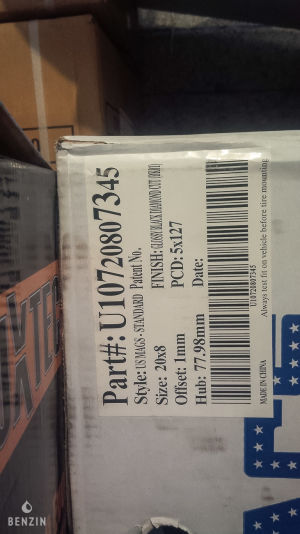 Part#: U10720807345
Style: US MAGS - STANDARD Patent No.
FINISH: GLOSSY BLACK DIAMOND CUT
Size: 20x8
PCD: 5x127
Offset: 1mm
Date:
Hub: 77.98mm
U10720807345
Always test fit on vehicle before tire mounting
MADE IN CHINA
BENZIN